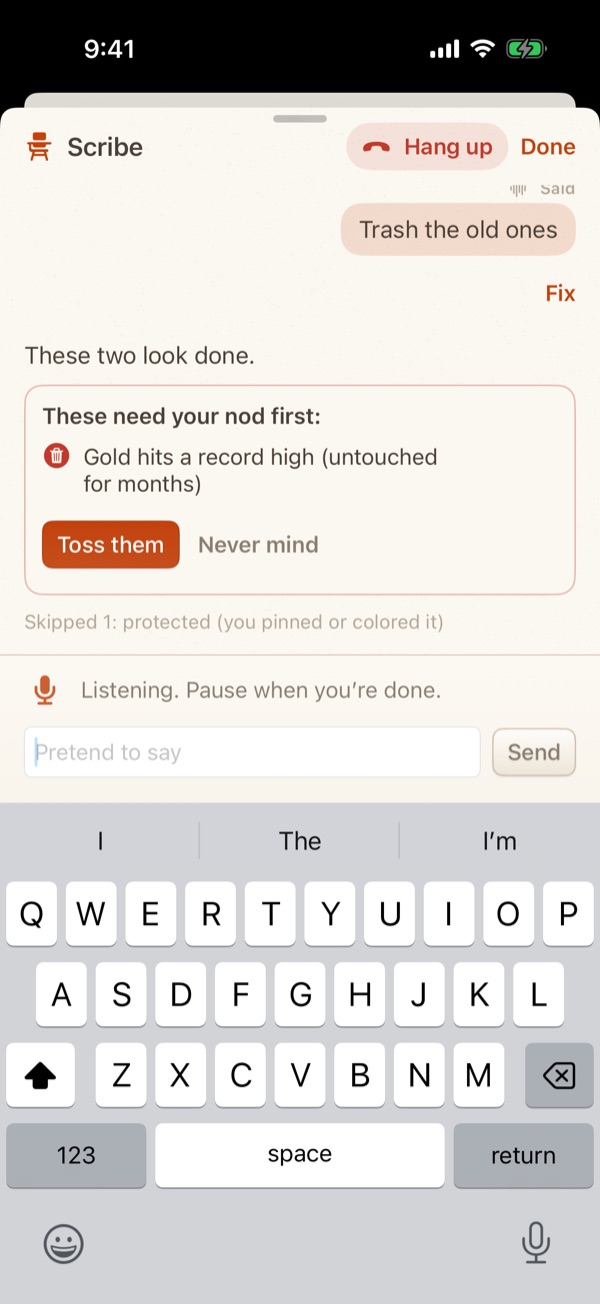 9:41
Scribe
Hang up
Done
Said
Trash the old ones
Fix
These two look done.
These need your nod first:
Gold hits a record high (untouched
for months)
Toss them
Never mind
Skipped 1: protected (you pinned or colored it)
Listening. Pause when you’re done.
Pretend to say
Send
I
The
I’m
Q W E R T Y U I O P
A S D F G H J K L
Z X C V B N M
123
space
return